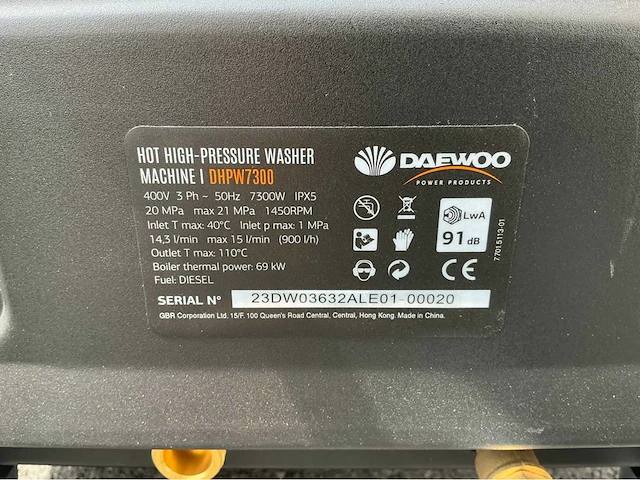 HOT HIGH-PRESSURE WASHER
MACHINE | DHPW7300
400V 3 Ph ~ 50Hz 7300W IPX5
20 MPa max 21 MPa 1450RPM
Inlet T max: 40°C Inlet p max: 1 MPa
14,3 l/min max 15 l/min (900 l/h)
Outlet T max: 110°C
Boiler thermal power: 69 kW
Fuel: DIESEL
SERIAL N° 23DW03632ALE01-00020
GBR Corporation Ltd. 15/F. 100 Queen's Road Central, Central, Hong Kong. Made in China.
DAEWOO
POWER PRODUCTS
LwA
91 dB
CE
7701.5113-01